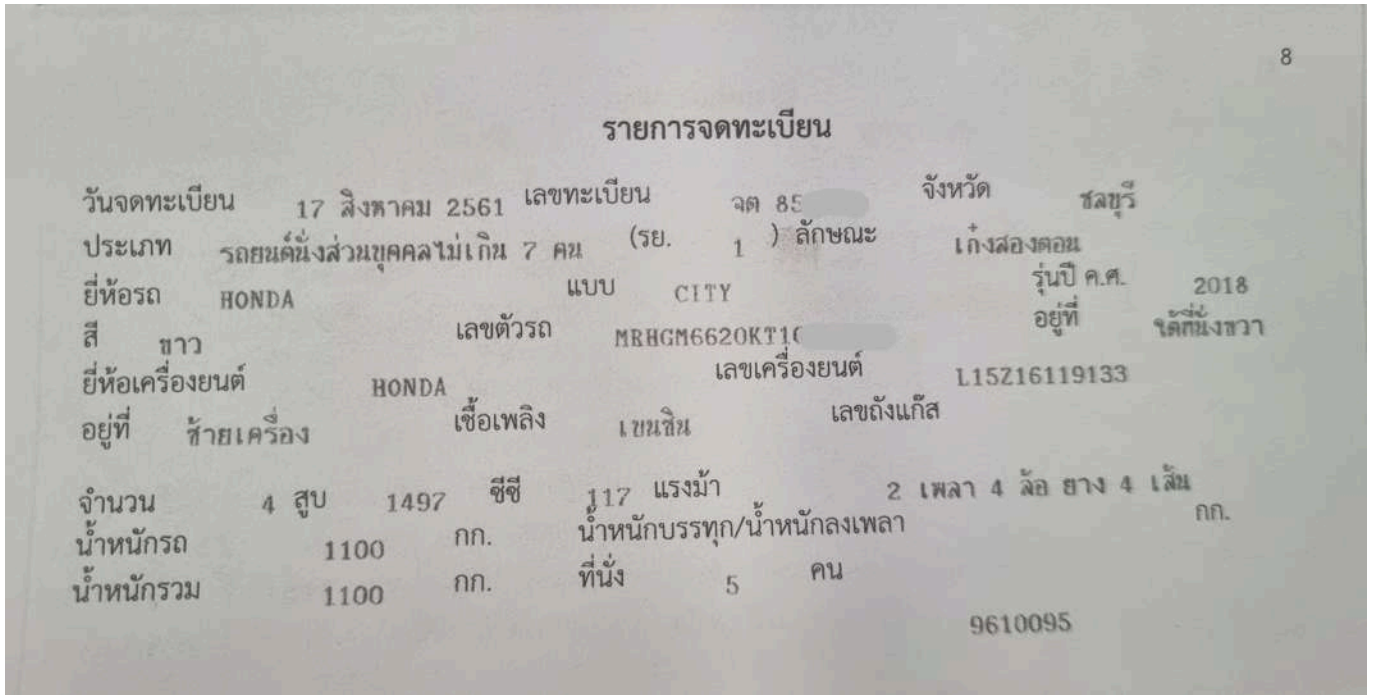 8
รายการจดทะเบียน
วันจดทะเบียน 17 สิงหาคม 2561 เลขทะเบียน จต 85 จังหวัด ชลบุรี
ประเภท รถยนต์นั่งส่วนบุคคลไม่เกิน 7 คน (รย. 1 ) ลักษณะ เก๋งสองตอน
ยี่ห้อรถ HONDA แบบ CITY รุ่นปี ค.ศ. 2018
สี ขาว เลขตัวรถ MRHGM6620KT1 อยู่ที่ ใต้ที่นั่งขวา
ยี่ห้อเครื่องยนต์ HONDA เลขเครื่องยนต์ L15Z16119133
อยู่ที่ ซ้ายเครื่อง เชื้อเพลิง เบนซิน เลขถังแก๊ส
จำนวน 4 สูบ 1497 ซีซี 117 แรงม้า 2 เพลา 4 ล้อ ยาง 4 เส้น
น้ำหนักรถ 1100 กก. น้ำหนักบรรทุก/น้ำหนักลงเพลา กก.
น้ำหนักรวม 1100 กก. ที่นั่ง 5 คน
9610095